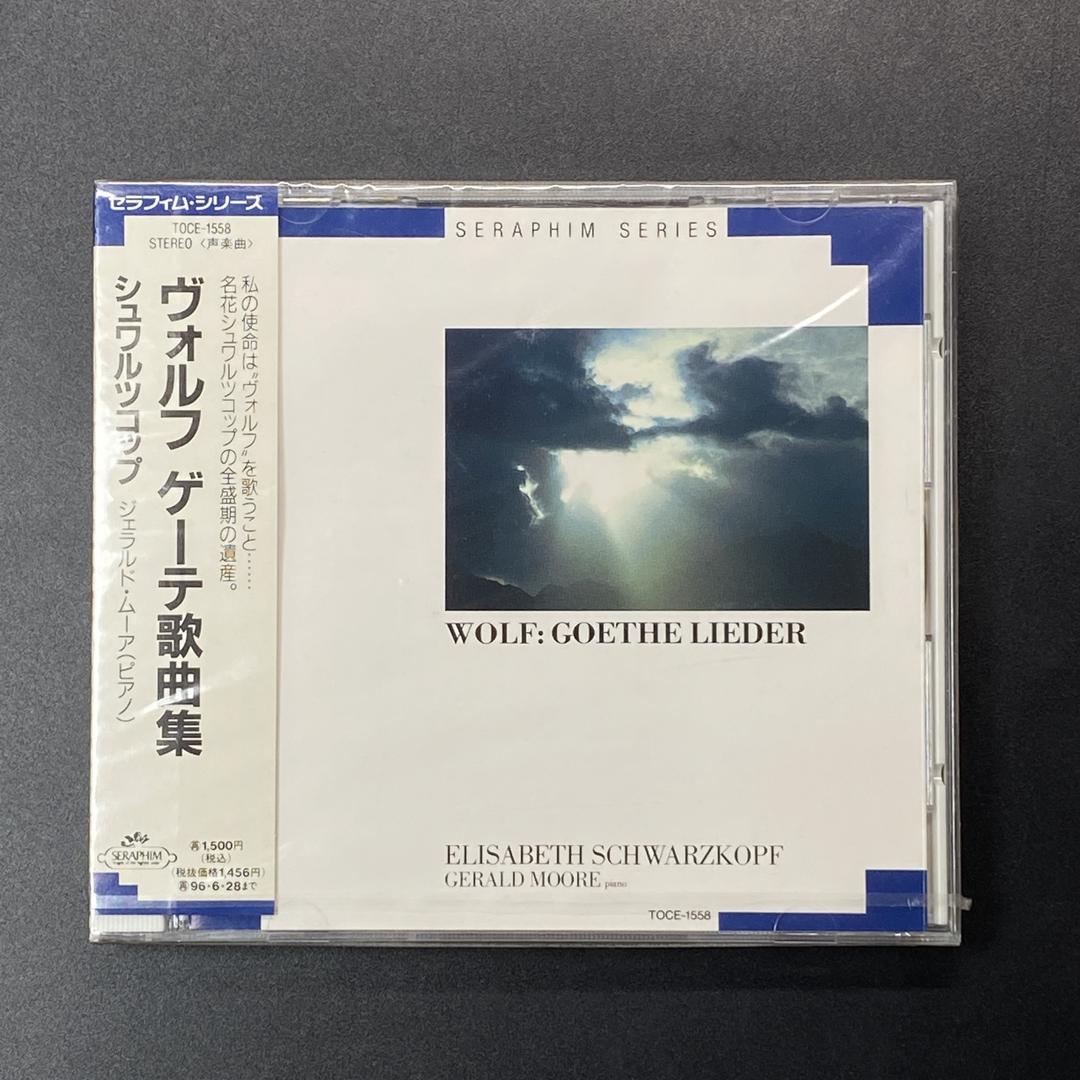 セラフィム・シリーズ
TOCE-1558
STEREO〈声楽曲〉
私の使命は"ヴォルフ"を歌うこと……
名花シュワルツコップの全盛期の遺産。
ヴォルフ ゲーテ歌曲集
シュワルツコップ ジェラルド・ムーア(ピアノ)
SERAPHIM
再1,500円
(税込)
(税抜価格1,456円)
再96・6・28まで
SERAPHIM SERIES
WOLF: GOETHE LIEDER
ELISABETH SCHWARZKOPF
GERALD MOORE piano
TOCE-1558